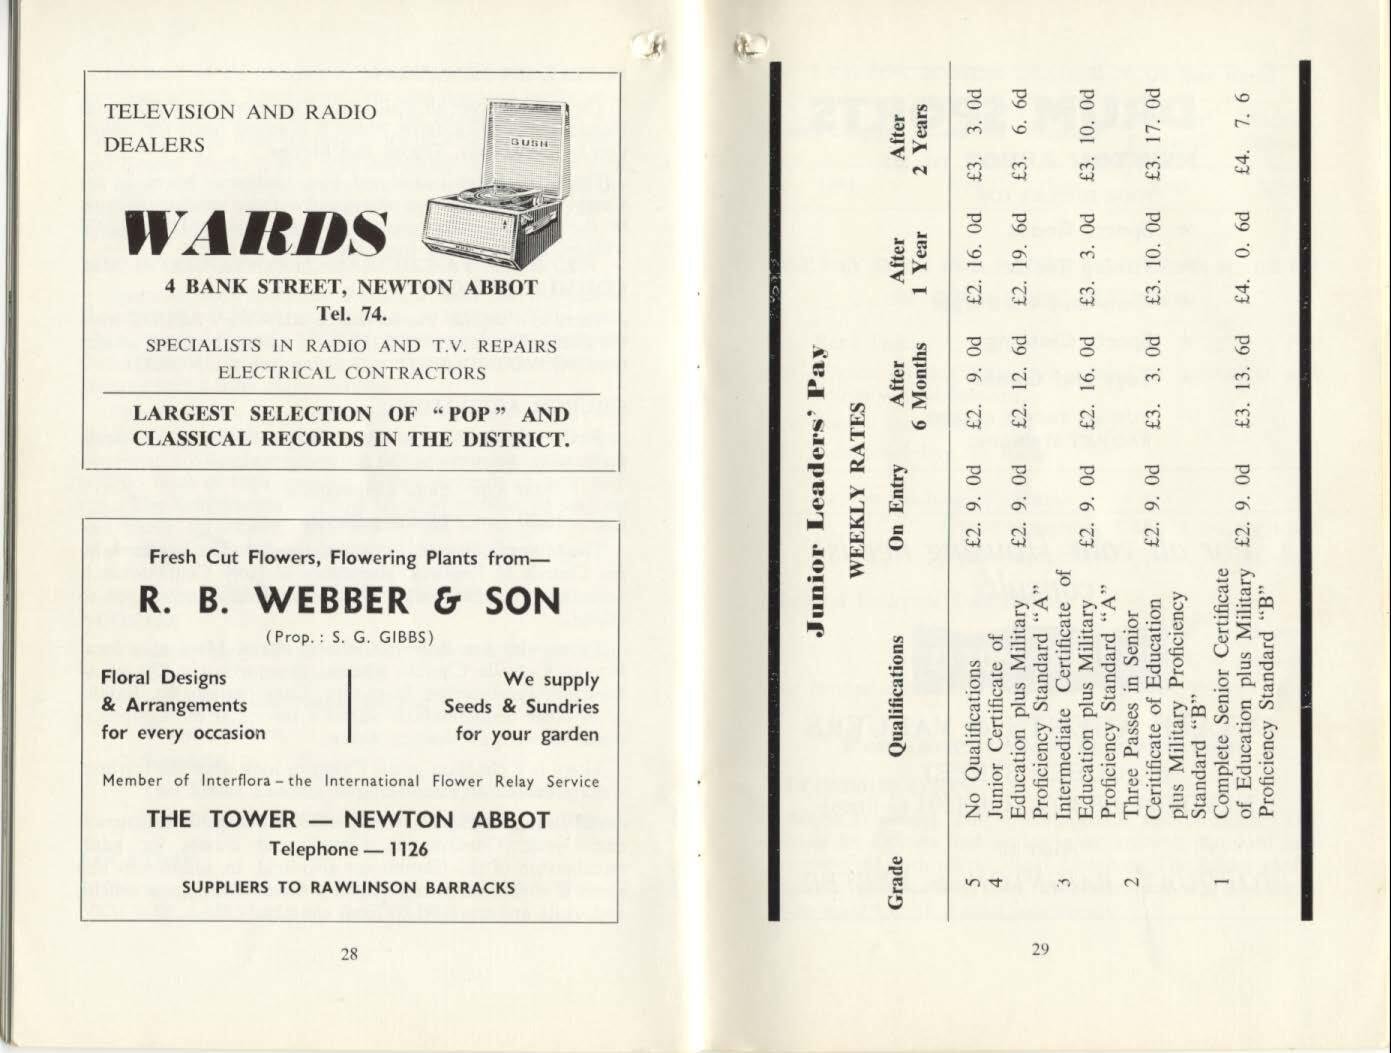 TELEVISION AND RADIO
DEALERS
BUSH
WARDS
4 BANK STREET, NEWTON ABBOT
Tel. 74.
SPECIALISTS IN RADIO AND T.V. REPAIRS
ELECTRICAL CONTRACTORS
LARGEST SELECTION OF “POP” AND
CLASSICAL RECORDS IN THE DISTRICT.
Fresh Cut Flowers, Flowering Plants from—
R. B. WEBBER & SON
(Prop.: S. G. GIBBS)
Floral Designs
& Arrangements
for every occasion
We supply
Seeds & Sundries
for your garden
Member of Interflora – the International Flower Relay Service
THE TOWER — NEWTON ABBOT
Telephone — 1126
SUPPLIERS TO RAWLINSON BARRACKS
28
Junior Leaders' Pay
WEEKLY RATES
Grade Qualifications On Entry After 6 Months After 1 Year After 2 Years
5 No Qualifications £2. 9. 0d £2. 9. 0d £2. 16. 0d £3. 3. 0d
4 Junior Certificate of
Education plus Military £2. 9. 0d £2. 12. 6d £2. 19. 6d £3. 6. 6d
Proficiency Standard “A”
3 Intermediate Certificate of
Education plus Military £2. 9. 0d £2. 16. 0d £3. 3. 0d £3. 10. 0d
Proficiency Standard “A”
2 Three Passes in Senior
Ceritificate of Education £2. 9. 0d £3. 3. 0d £3. 10. 0d £3. 17. 0d
plus Military Proficiency
Standard “B”
1 Complete Senior Certificate
of Education plus Military £2. 9. 0d £3. 13. 6d £4. 0. 6d £4. 7. 6
Proficiency Standard “B”
29